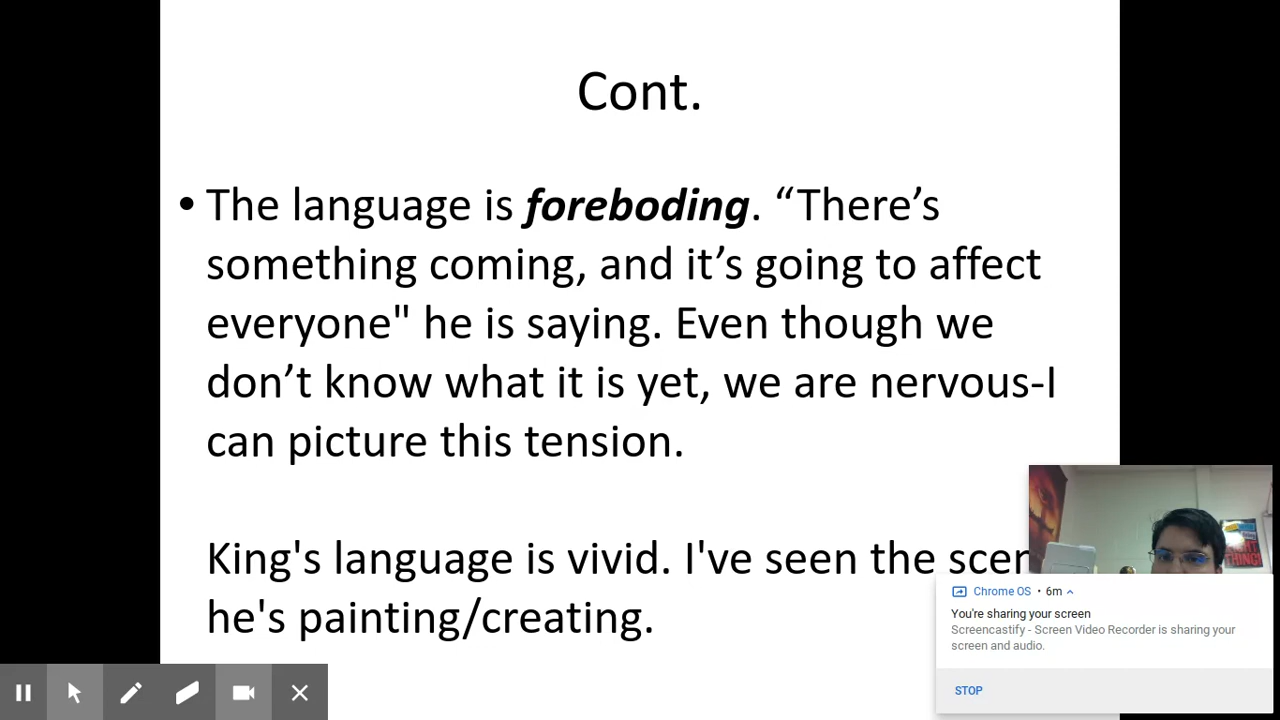 Cont.
• The language is foreboding. “There’s
something coming, and it’s going to affect
everyone" he is saying. Even though we
don’t know what it is yet, we are nervous-I
can picture this tension.
King's language is vivid. I've seen the scen
he's painting/creating.
Chrome OS • 6m
You're sharing your screen
Screencastify - Screen Video Recorder is sharing your
screen and audio.
STOP